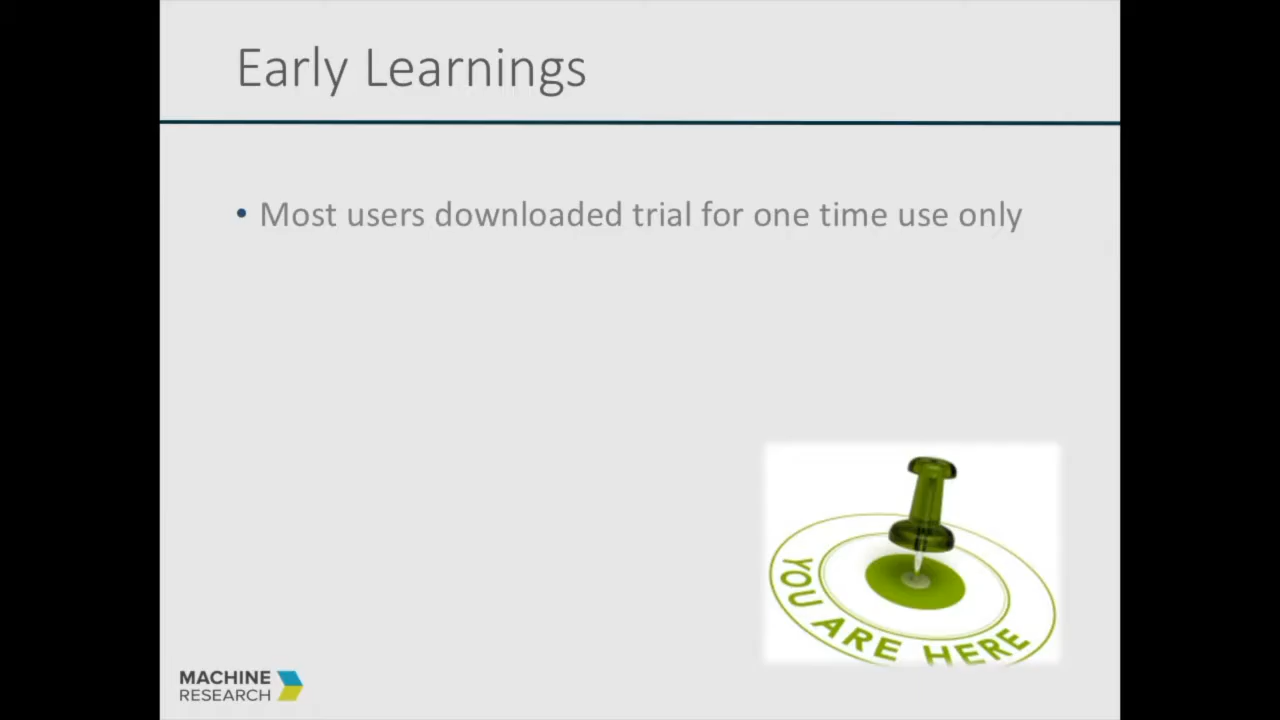 Early Learnings
• Most users downloaded trial for one time use only
YOU ARE HERE
MACHINE
RESEARCH